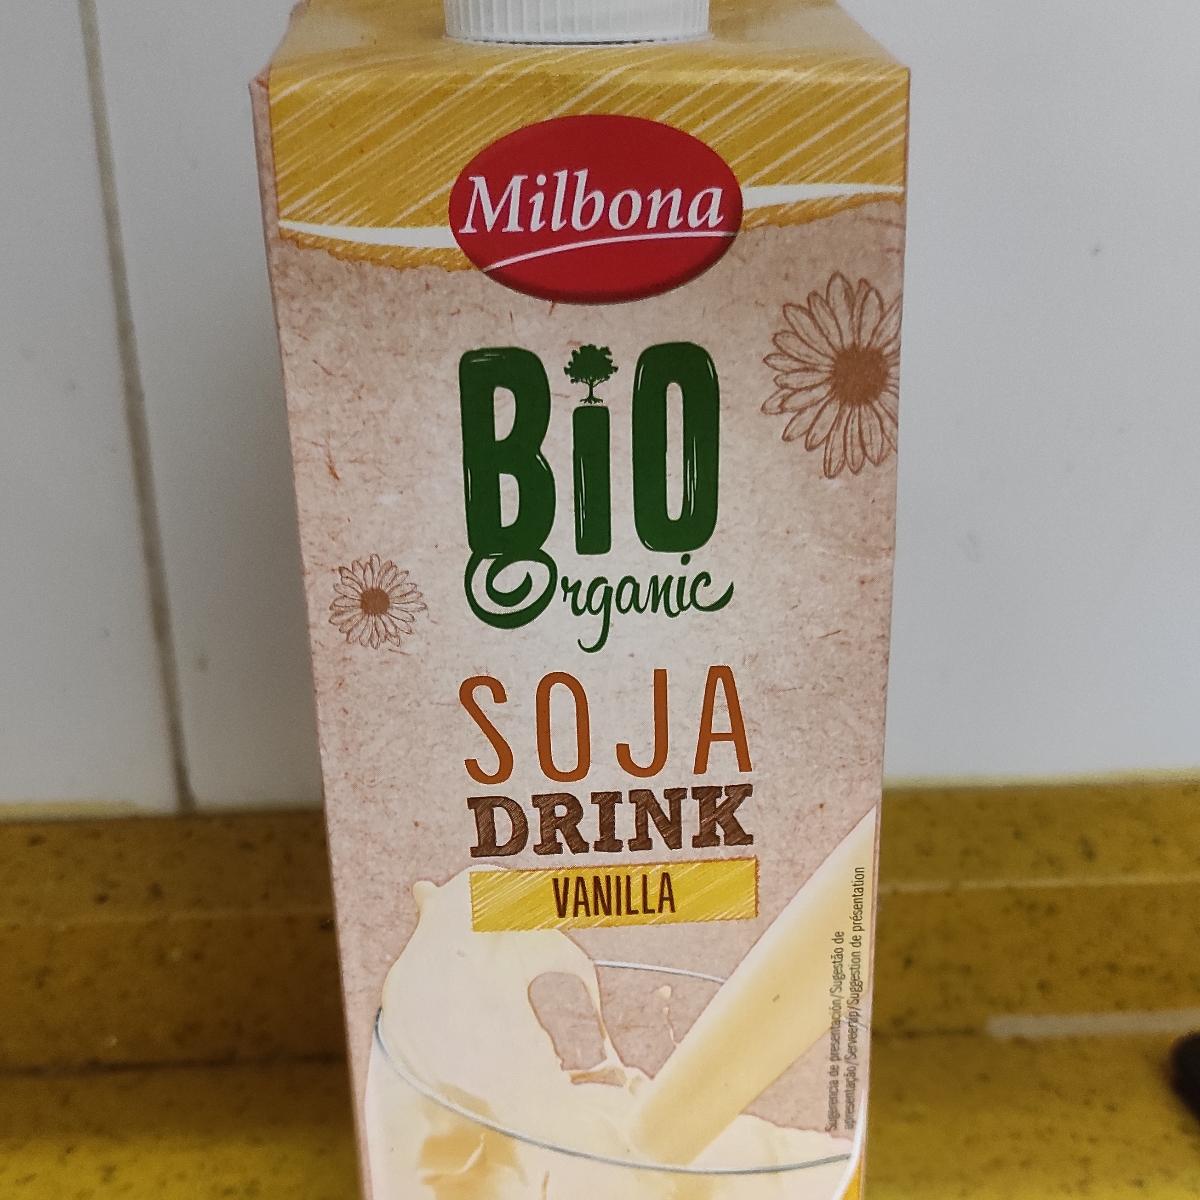 Milbona
BiO
Organic
SOJA
DRINK
VANILLA
Sugerencia de presentación/Sugestão de
apresentação/Serveertip/Suggestion de présentation